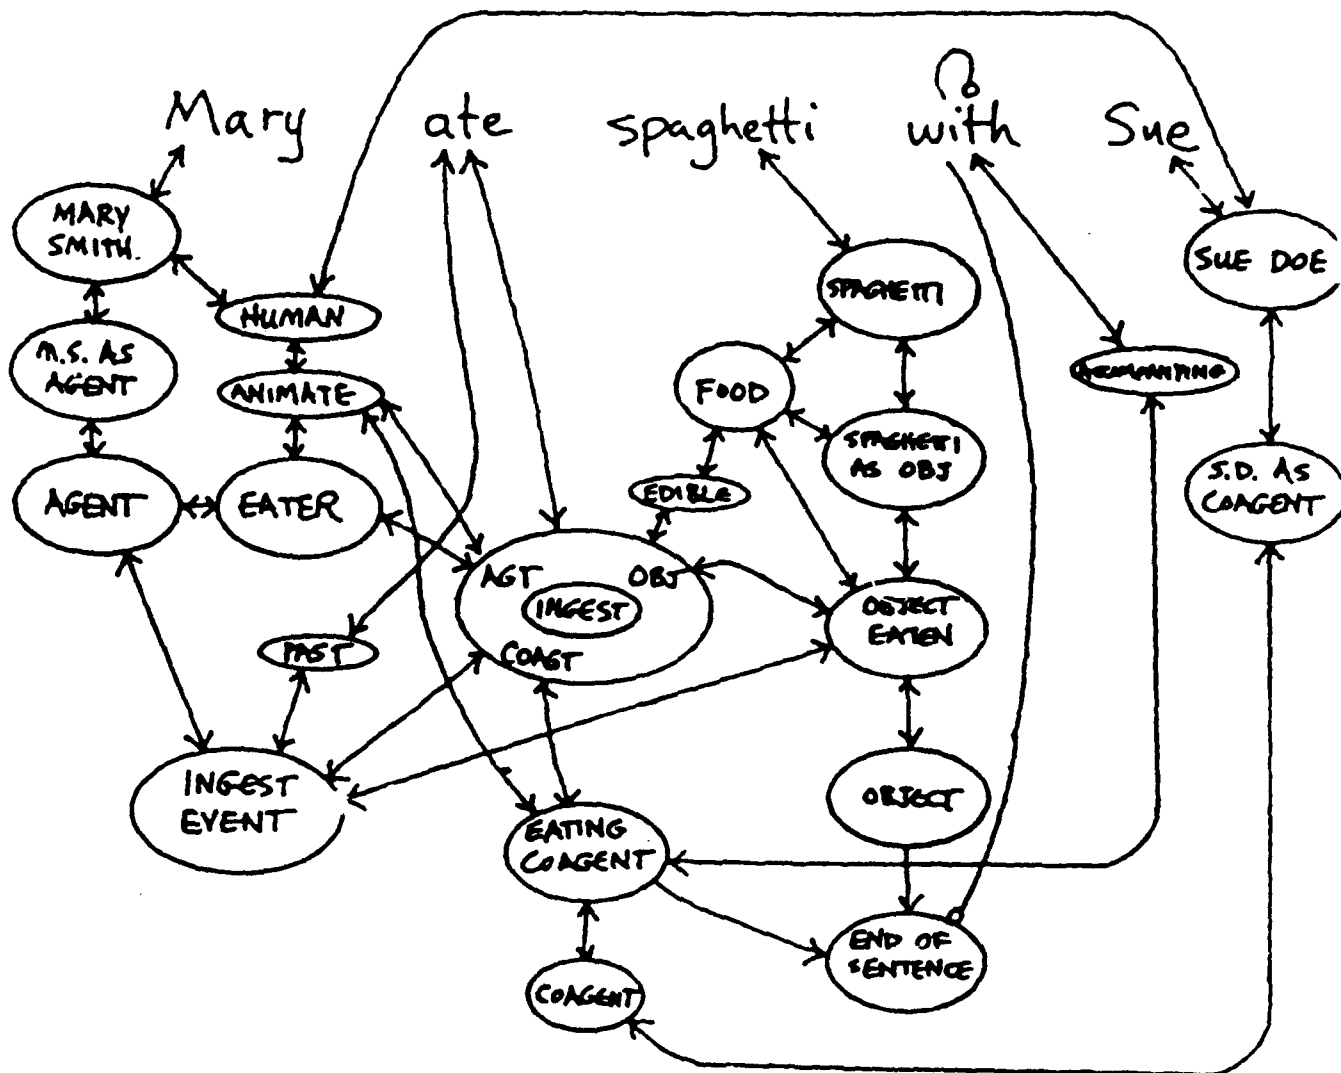 Mary ate spaghetti with Sue
MARY
SMITH.
SUE DOE
SPAGHETTI
HUMAN
M.S. AS
AGENT
ANIMATE
FOOD
ACCOMPANYING
SPAGHETTI
AS OBJ
EDIBLE
S.D. AS
COAGENT
AGENT
EATER
AGT OBJ
INGEST
COAGT
OBJECT
EATEN
PAST
INGEST
EVENT
OBJECT
EATING
COAGENT
END OF
SENTENCE
COAGENT